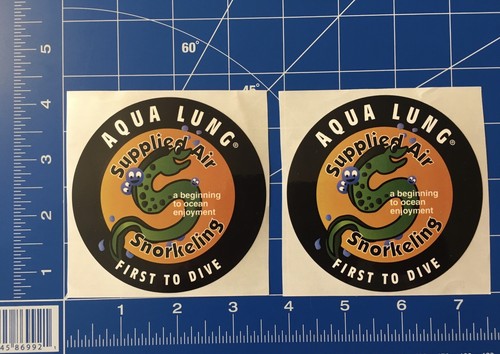 60°
45°
5
4
3
2
1
AQUA LUNG®
Supplied Air
a beginning
to ocean
enjoyment
Snorkeling
FIRST TO DIVE
AQUA LUNG®
Supplied Air
a beginning
to ocean
enjoyment
Snorkeling
FIRST TO DIVE
1 2 3 4 5 6 7
45 86992